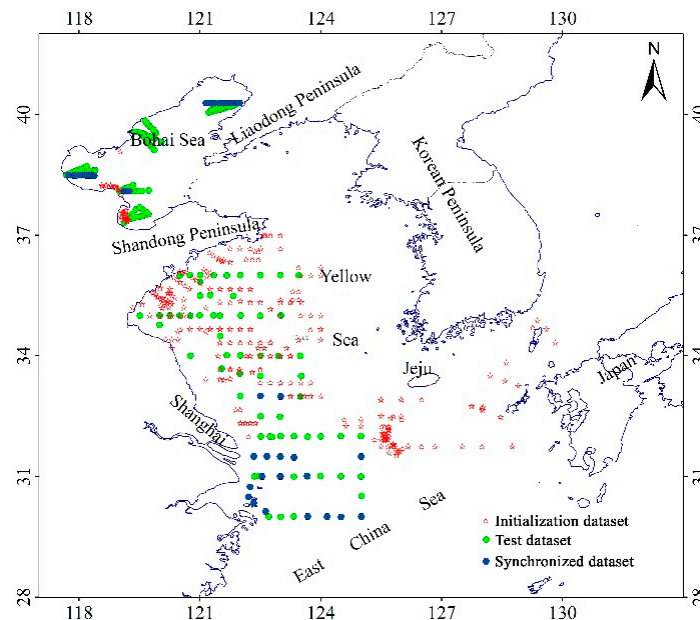 118 121 124 127 130
N
40
Liaodong Peninsula
Bohai Sea
Korean Peninsula
37
Shandong Peninsula
Yellow
Sea
34
Jeju
Japan
Shanghai
31
East China Sea
Initialization dataset
Test dataset
Synchronized dataset
28
118 121 124 127 130
40
37
34
31
28